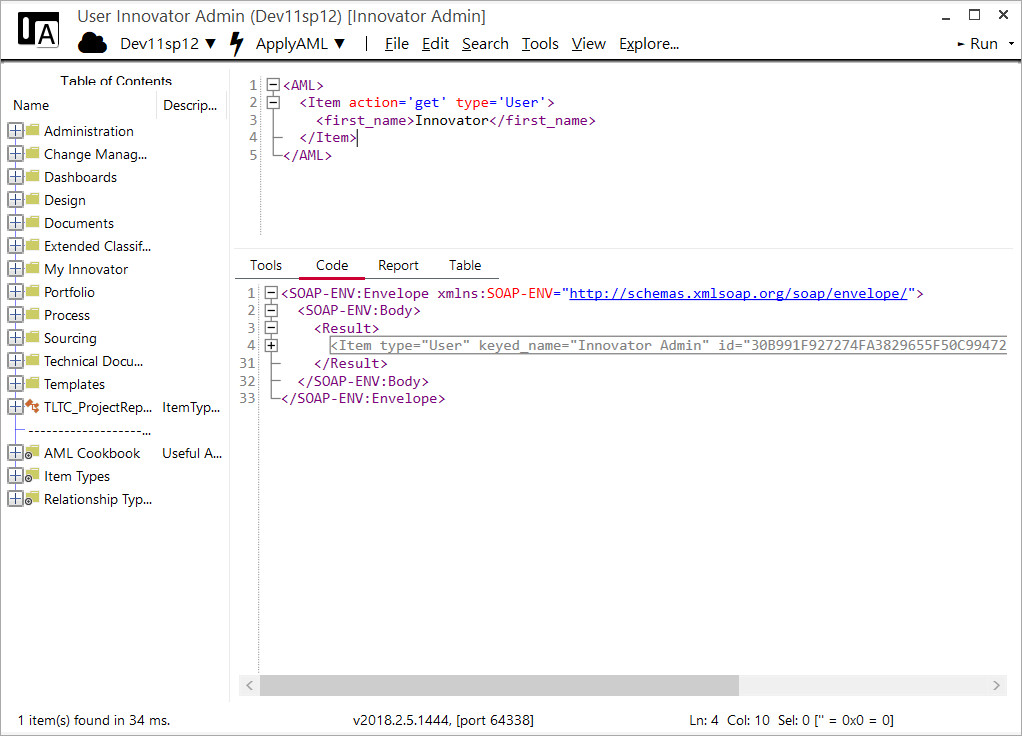 User Innovator Admin (Dev11sp12) [Innovator Admin]
Dev11sp12 ▼ ApplyAML ▼ | File Edit Search Tools View Explore... Run
Table of Contents
Name Descrip...
Administration
Change Manag...
Dashboards
Design
Documents
Extended Classif...
My Innovator
Portfolio
Process
Sourcing
Technical Docu...
Templates
TLTC_ProjectRep... ItemTyp...
--------------------...
AML Cookbook Useful A...
Item Types
Relationship Typ...
1 <AML>
2 <Item action='get' type='User'>
3 <first_name>Innovator</first_name>
4 </Item>
5 </AML>
Tools Code Report Table
1 <SOAP-ENV:Envelope xmlns:SOAP-ENV="http://schemas.xmlsoap.org/soap/envelope/">
2 <SOAP-ENV:Body>
3 <Result>
4 <Item type="User" keyed_name="Innovator Admin" id="30B991F927274FA3829655F50C99472
31 </Result>
32 </SOAP-ENV:Body>
33 </SOAP-ENV:Envelope>
1 item(s) found in 34 ms. v2018.2.5.1444, [port 64338] Ln: 4 Col: 10 Sel: 0 ['' = 0x0 = 0]